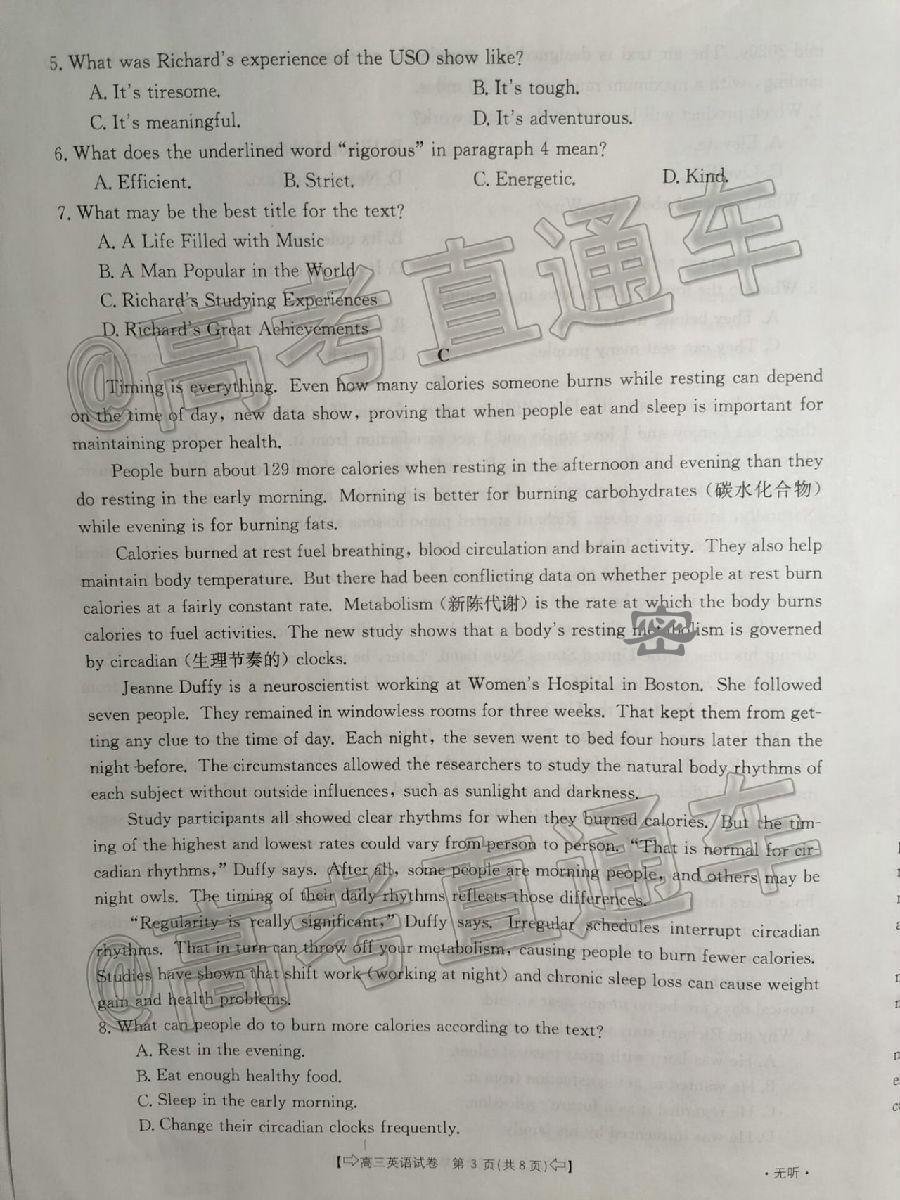 5. What was Richard's experience of the USO show like?
A. It's tiresome. B. It's tough.
C. It's meaningful. D. It's adventurous.
6. What does the underlined word “rigorous” in paragraph 4 mean?
A. Efficient. B. Strict. C. Energetic. D. Kind.
7. What may be the best title for the text?
A. A Life Filled with Music
B. A Man Popular in the World
C. Richard's Studying Experiences
D. Richard's Great Achievements
@高考直通车
C
Timing is everything. Even how many calories someone burns while resting can depend
on the time of day, new data show, proving that when people eat and sleep is important for
maintaining proper health.
People burn about 129 more calories when resting in the afternoon and evening than they
do resting in the early morning. Morning is better for burning carbohydrates (碳水化合物)
while evening is for burning fats.
Calories burned at rest fuel breathing, blood circulation and brain activity. They also help
maintain body temperature. But there had been conflicting data on whether people at rest burn
calories at a fairly constant rate. Metabolism (新陈代谢) is the rate at which the body burns
calories to fuel activities. The new study shows that a body's resting metabolism is governed
密
by circadian (生理节奏的) clocks.
Jeanne Duffy is a neuroscientist working at Women's Hospital in Boston. She followed
seven people. They remained in windowless rooms for three weeks. That kept them from get-
ting any clue to the time of day. Each night, the seven went to bed four hours later than the
night before. The circumstances allowed the researchers to study the natural body rhythms of
each subject without outside influences, such as sunlight and darkness.
Study participants all showed clear rhythms for when they burned calories. But the tim-
ing of the highest and lowest rates could vary from person to person. “That is normal for cir-
cadian rhythms,” Duffy says. After all, some people are morning people, and others may be
night owls. The timing of their daily rhythms reflects those differences.
@高考直通车
“Regularity is really significant,” Duffy says. Irregular schedules interrupt circadian
rhythms. That in turn can throw off your metabolism, causing people to burn fewer calories.
Studies have shown that shift work (working at night) and chronic sleep loss can cause weight
gain and health problems.
8. What can people do to burn more calories according to the text?
A. Rest in the evening.
B. Eat enough healthy food.
C. Sleep in the early morning.
D. Change their circadian clocks frequently.
【⇨高三英语试卷 第 3 页(共 8 页)⇦】
·无听·